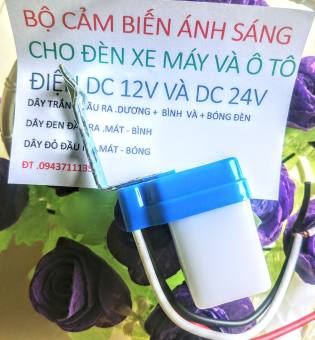 BỘ CẢM BIẾN ÁNH SÁNG
CHO ĐÈN XE MÁY VÀ Ô TÔ
ĐIỆN DC 12V VÀ DC 24V
DÂY TRẮNG ĐẦU RA .DƯƠNG + BÌNH VÀ + BÓNG ĐÈN
DÂY ĐEN ĐẦU RA .MÁT - BÌNH
DÂY ĐỎ ĐẦU RA .MÁT - BÓNG
ĐT .094371113